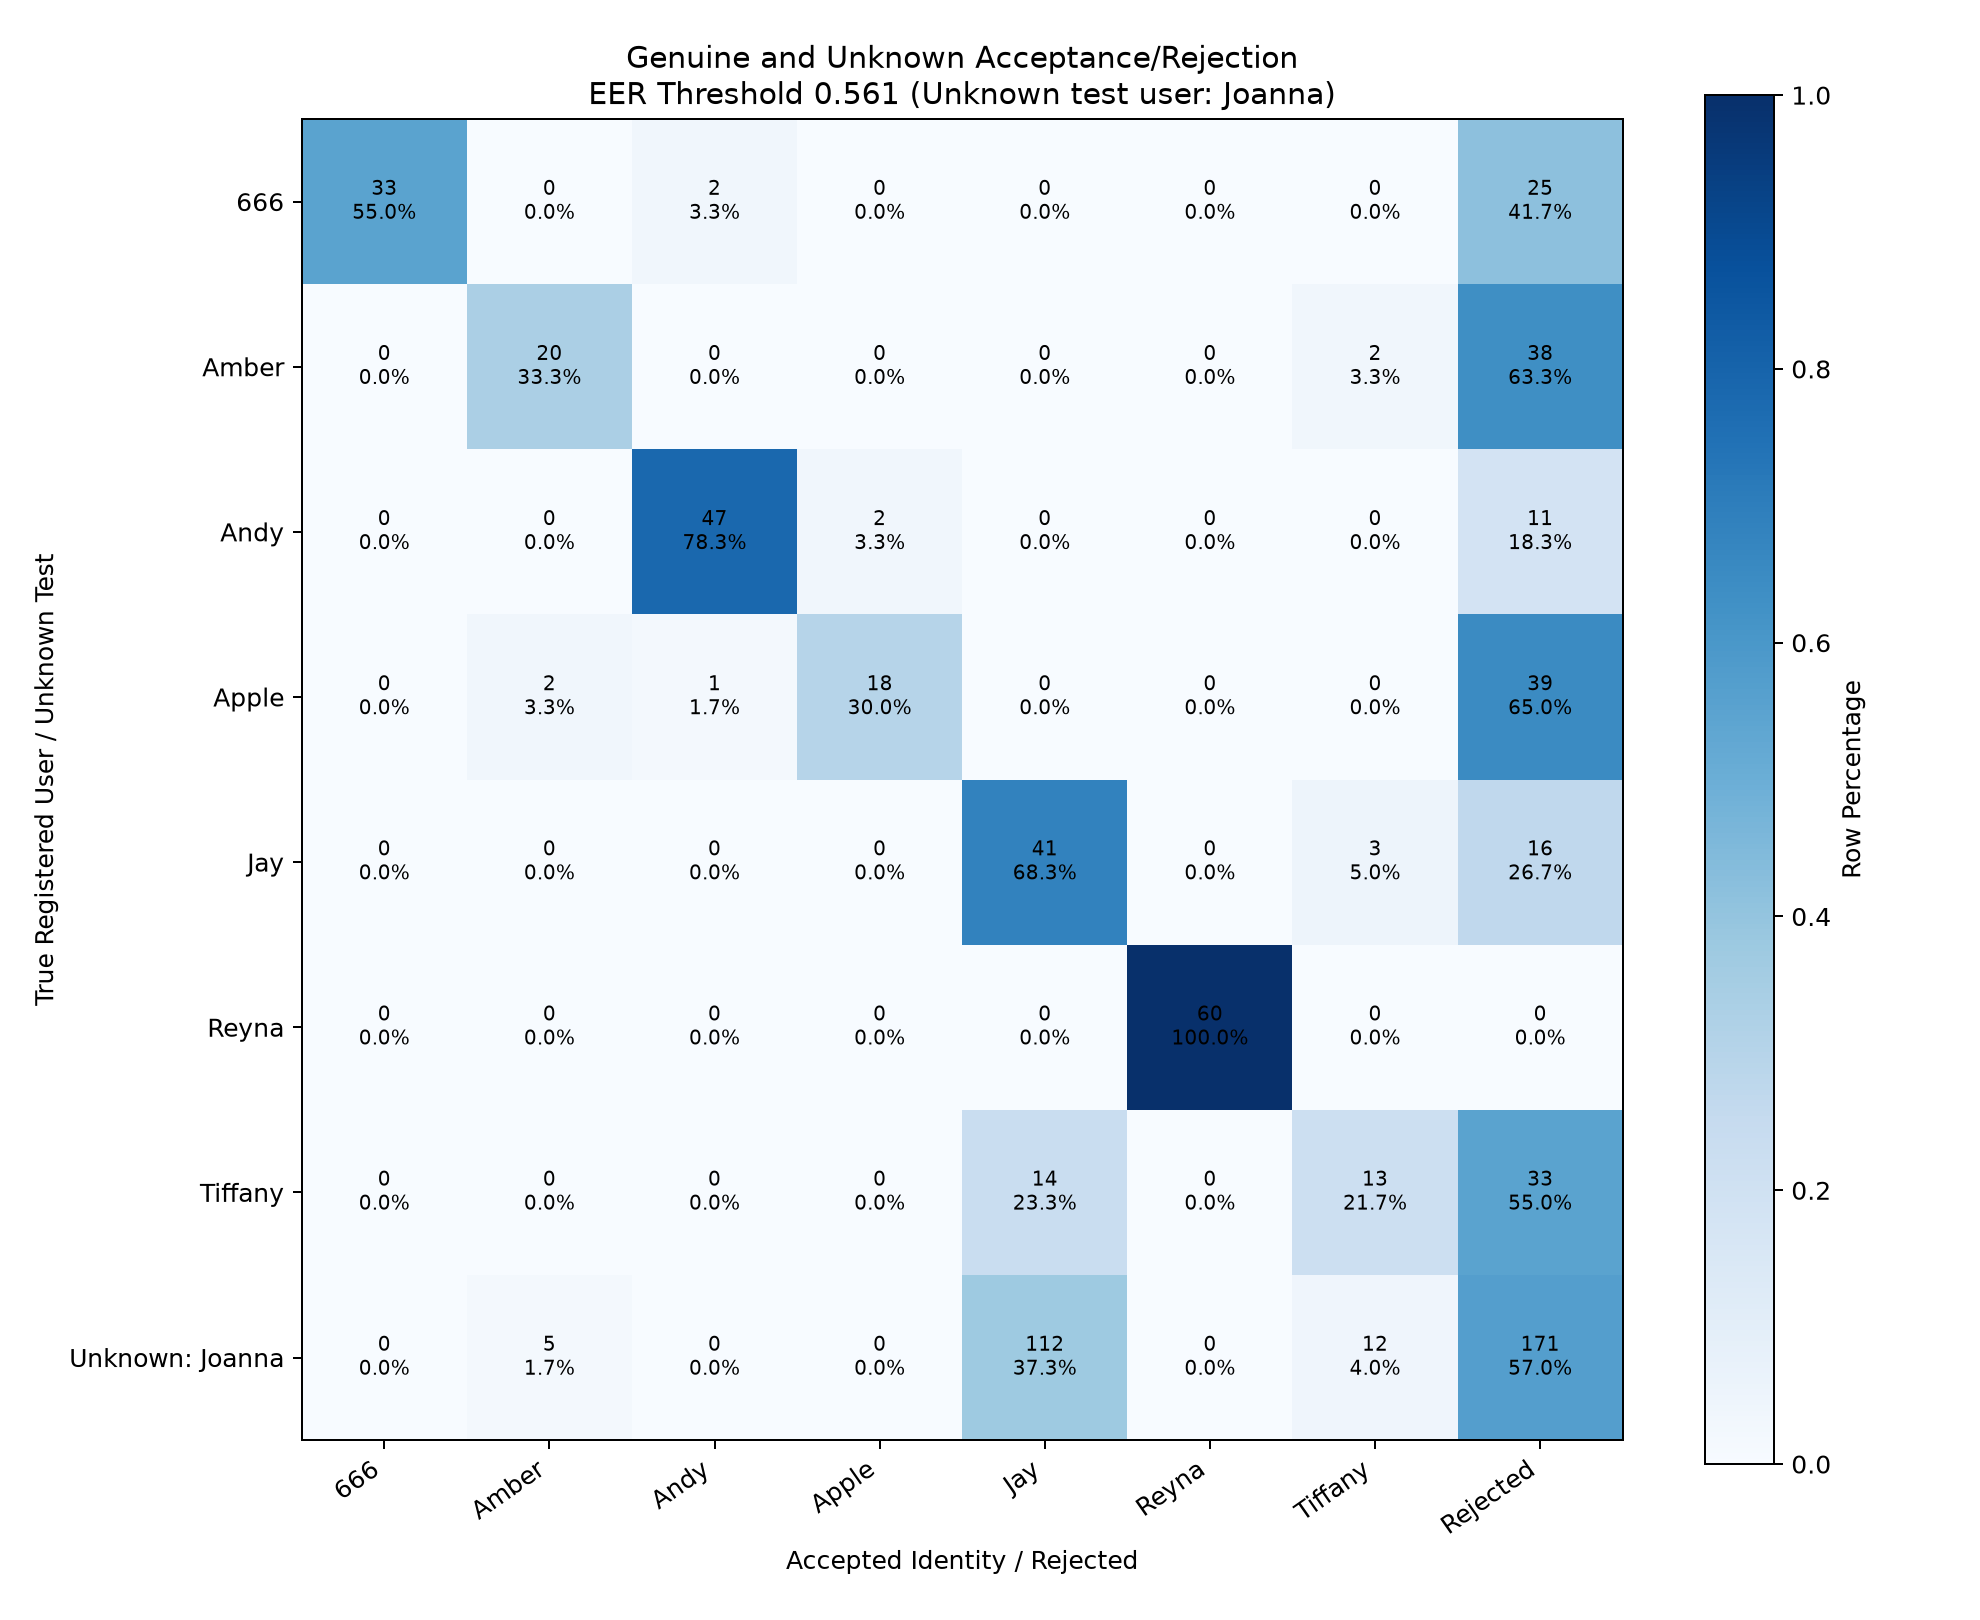 Genuine and Unknown Acceptance/Rejection
EER Threshold 0.561 (Unknown test user: Joanna)
True Registered User / Unknown Test
666
33 0 2 0 0 0 0 25
55.0% 0.0% 3.3% 0.0% 0.0% 0.0% 0.0% 41.7%
Amber
0 20 0 0 0 0 2 38
0.0% 33.3% 0.0% 0.0% 0.0% 0.0% 3.3% 63.3%
Andy
0 0 47 2 0 0 0 11
0.0% 0.0% 78.3% 3.3% 0.0% 0.0% 0.0% 18.3%
Apple
0 2 1 18 0 0 0 39
0.0% 3.3% 1.7% 30.0% 0.0% 0.0% 0.0% 65.0%
Jay
0 0 0 0 41 0 3 16
0.0% 0.0% 0.0% 0.0% 68.3% 0.0% 5.0% 26.7%
Reyna
0 0 0 0 0 60 0 0
0.0% 0.0% 0.0% 0.0% 0.0% 100.0% 0.0% 0.0%
Tiffany
0 0 0 0 14 0 13 33
0.0% 0.0% 0.0% 0.0% 23.3% 0.0% 21.7% 55.0%
Unknown: Joanna
0 5 0 0 112 0 12 171
0.0% 1.7% 0.0% 0.0% 37.3% 0.0% 4.0% 57.0%
666 Amber Andy Apple Jay Reyna Tiffany Rejected
Accepted Identity / Rejected
1.0
0.8
0.6
0.4
0.2
0.0
Row Percentage